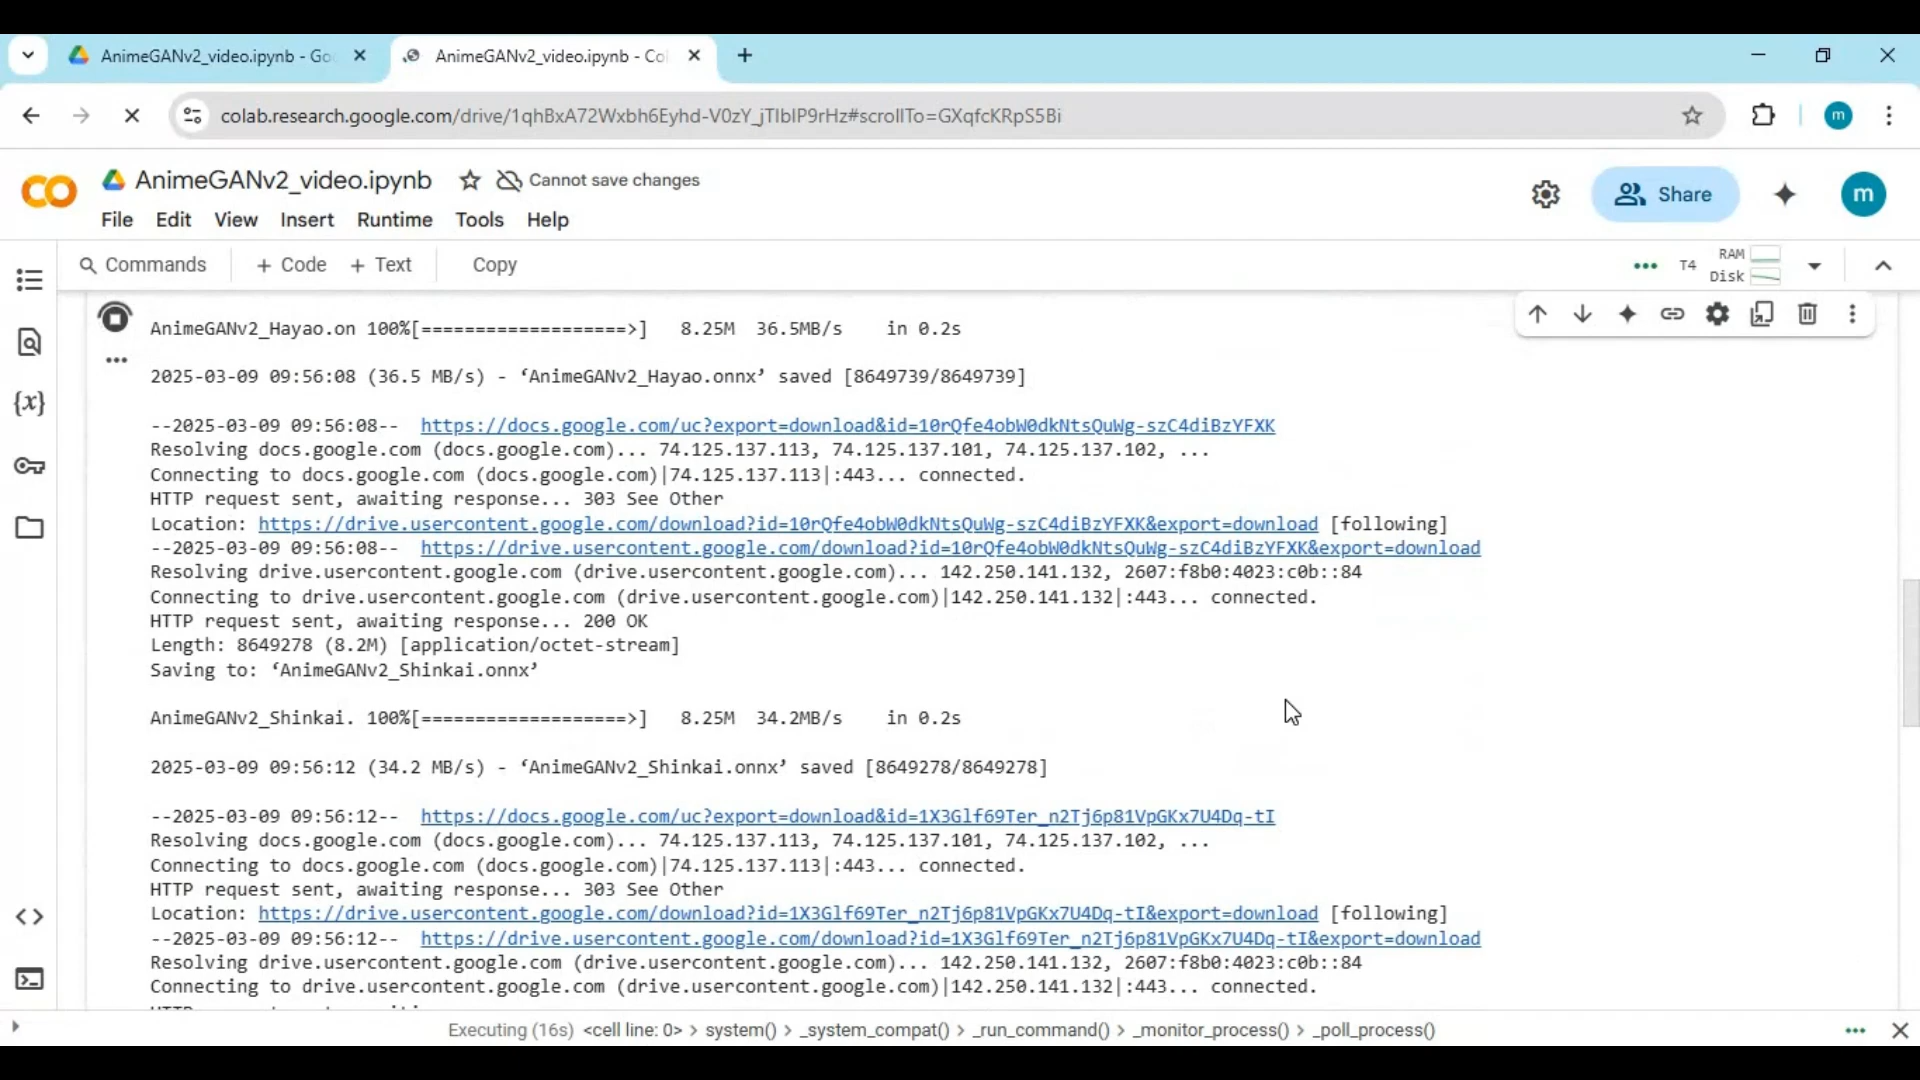 AnimeGANv2_video.ipynb - Go
AnimeGANv2_video.ipynb - Co
colab.research.google.com/drive/1qhBxA72Wxbh6Eyhd-V0zY_jTIbIP9rHz#scrollTo=GXqfcKRpS5Bi
m
AnimeGANv2_video.ipynb
Cannot save changes
Share
m
File Edit View Insert Runtime Tools Help
Commands + Code + Text Copy
T4 RAM
Disk
AnimeGANv2_Hayao.on 100%[===================>] 8.25M 36.5MB/s in 0.2s
2025-03-09 09:56:08 (36.5 MB/s) - ‘AnimeGANv2_Hayao.onnx’ saved [8649739/8649739]
--2025-03-09 09:56:08-- https://docs.google.com/uc?export=download&id=10rQfe4obW0dkNtsQuWg-szC4diBzYFXK
Resolving docs.google.com (docs.google.com)... 74.125.137.113, 74.125.137.101, 74.125.137.102, ...
Connecting to docs.google.com (docs.google.com)|74.125.137.113|:443... connected.
HTTP request sent, awaiting response... 303 See Other
Location: https://drive.usercontent.google.com/download?id=10rQfe4obW0dkNtsQuWg-szC4diBzYFXK&export=download [following]
--2025-03-09 09:56:08-- https://drive.usercontent.google.com/download?id=10rQfe4obW0dkNtsQuWg-szC4diBzYFXK&export=download
Resolving drive.usercontent.google.com (drive.usercontent.google.com)... 142.250.141.132, 2607:f8b0:4023:c0b::84
Connecting to drive.usercontent.google.com (drive.usercontent.google.com)|142.250.141.132|:443... connected.
HTTP request sent, awaiting response... 200 OK
Length: 8649278 (8.2M) [application/octet-stream]
Saving to: ‘AnimeGANv2_Shinkai.onnx’
AnimeGANv2_Shinkai. 100%[===================>] 8.25M 34.2MB/s in 0.2s
2025-03-09 09:56:12 (34.2 MB/s) - ‘AnimeGANv2_Shinkai.onnx’ saved [8649278/8649278]
--2025-03-09 09:56:12-- https://docs.google.com/uc?export=download&id=1X3Glf69Ter_n2Tj6p81VpGKx7U4Dq-tI
Resolving docs.google.com (docs.google.com)... 74.125.137.113, 74.125.137.101, 74.125.137.102, ...
Connecting to docs.google.com (docs.google.com)|74.125.137.113|:443... connected.
HTTP request sent, awaiting response... 303 See Other
Location: https://drive.usercontent.google.com/download?id=1X3Glf69Ter_n2Tj6p81VpGKx7U4Dq-tI&export=download [following]
--2025-03-09 09:56:12-- https://drive.usercontent.google.com/download?id=1X3Glf69Ter_n2Tj6p81VpGKx7U4Dq-tI&export=download
Resolving drive.usercontent.google.com (drive.usercontent.google.com)... 142.250.141.132, 2607:f8b0:4023:c0b::84
Connecting to drive.usercontent.google.com (drive.usercontent.google.com)|142.250.141.132|:443... connected.
Executing (16s) <cell line: 0> > system() > _system_compat() > _run_command() > _monitor_process() > _poll_process()